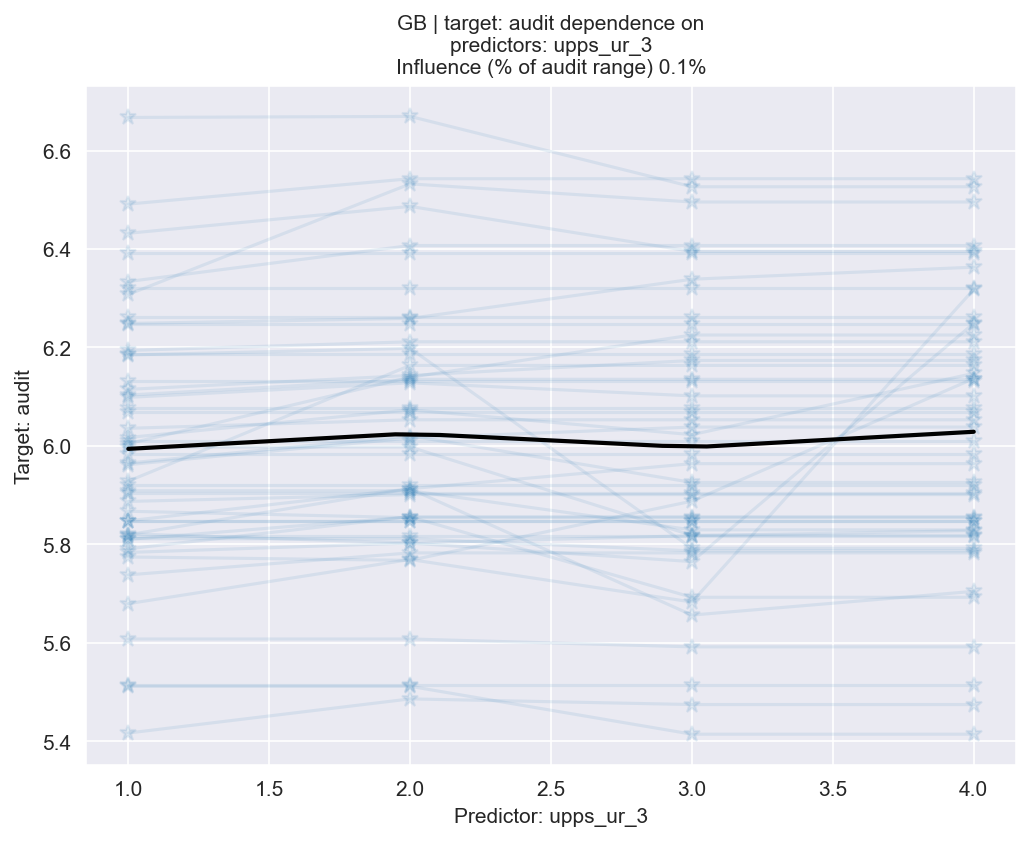 GB | target: audit dependence on
predictors: upps_ur_3
Influence (% of audit range) 0.1%
Target: audit
6.6
6.4
6.2
6.0
5.8
5.6
5.4
1.0 1.5 2.0 2.5 3.0 3.5 4.0
Predictor: upps_ur_3